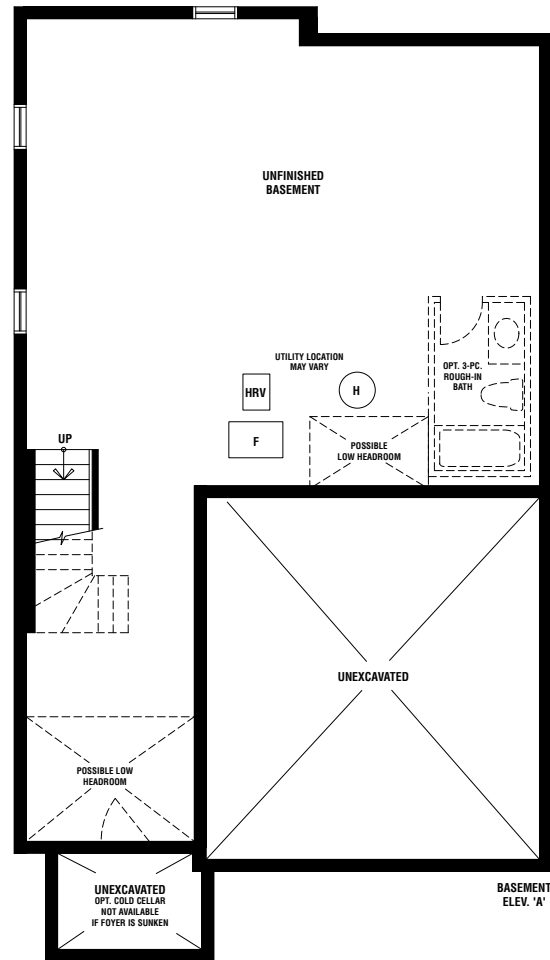 UNFINISHED
BASEMENT
UTILITY LOCATION
MAY VARY
OPT. 3-PC.
ROUGH-IN
BATH
HRV
H
F
UP
POSSIBLE
LOW HEADROOM
UNEXCAVATED
POSSIBLE LOW
HEADROOM
UNEXCAVATED
OPT. COLD CELLAR
NOT AVAILABLE
IF FOYER IS SUNKEN
BASEMENT
ELEV. 'A'